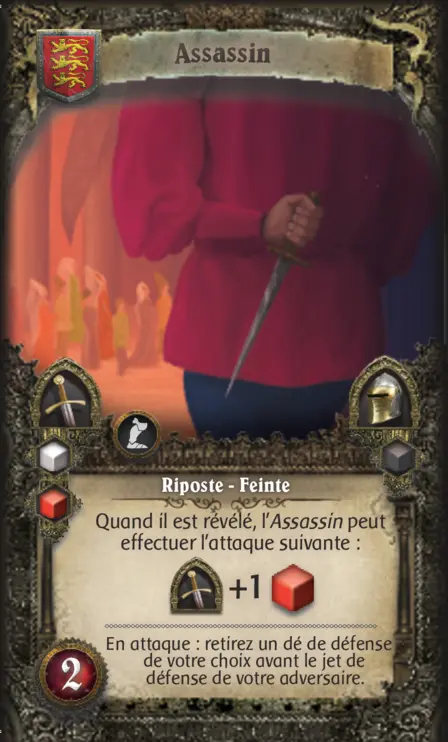 Assassin
Riposte - Feinte
Quand il est révélé, l'Assassin peut
effectuer l'attaque suivante :
+1
En attaque : retirez un dé de défense
de votre choix avant le jet de
défense de votre adversaire.
2